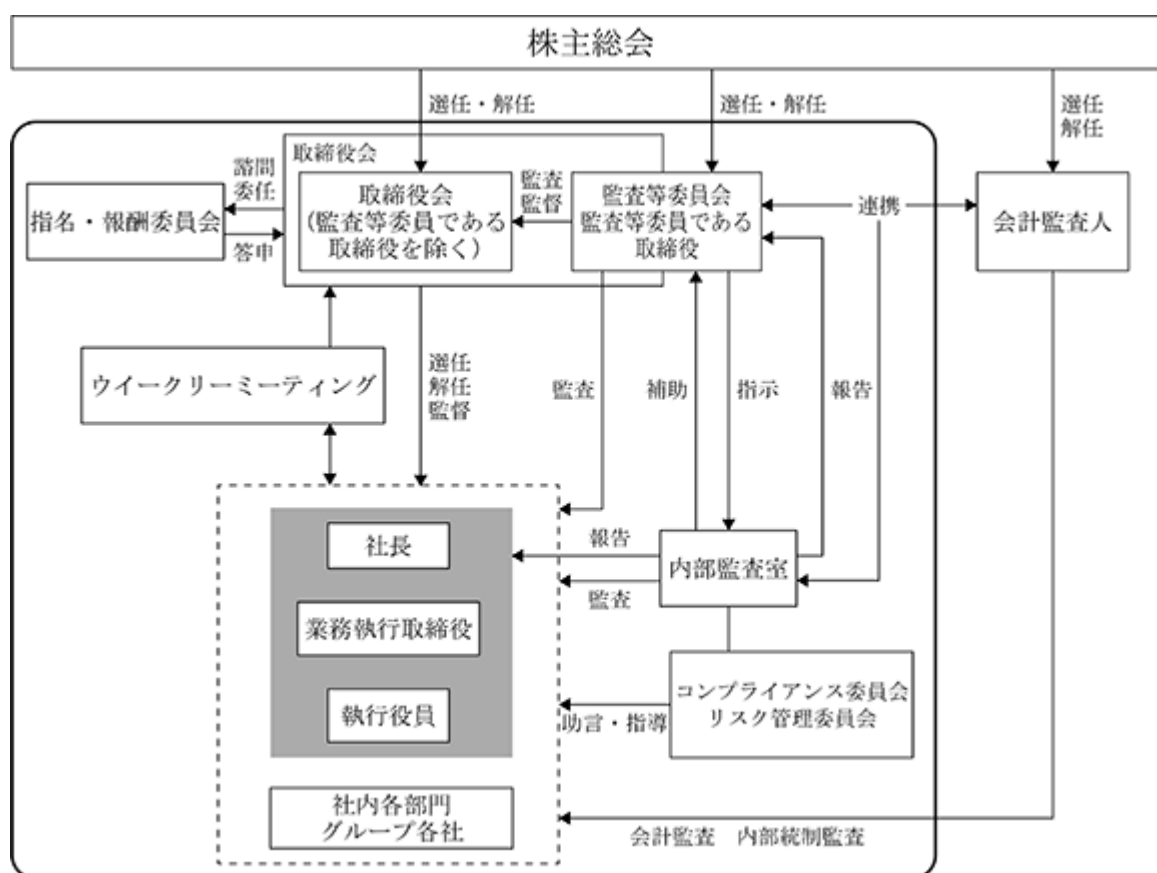 株主総会
選任・解任
選任・解任
選任
解任
取締役会
諮問
委任
指名・報酬委員会
答申
取締役会
(監査等委員である
取締役を除く)
監査
監督
監査等委員会
監査等委員である
取締役
連携
会計監査人
ウイークリーミーティング
選任
解任
監督
監査
補助
指示
報告
社長
報告
内部監査室
監査
業務執行取締役
コンプライアンス委員会
リスク管理委員会
執行役員
助言・指導
社内各部門
グループ各社
会計監査　内部統制監査